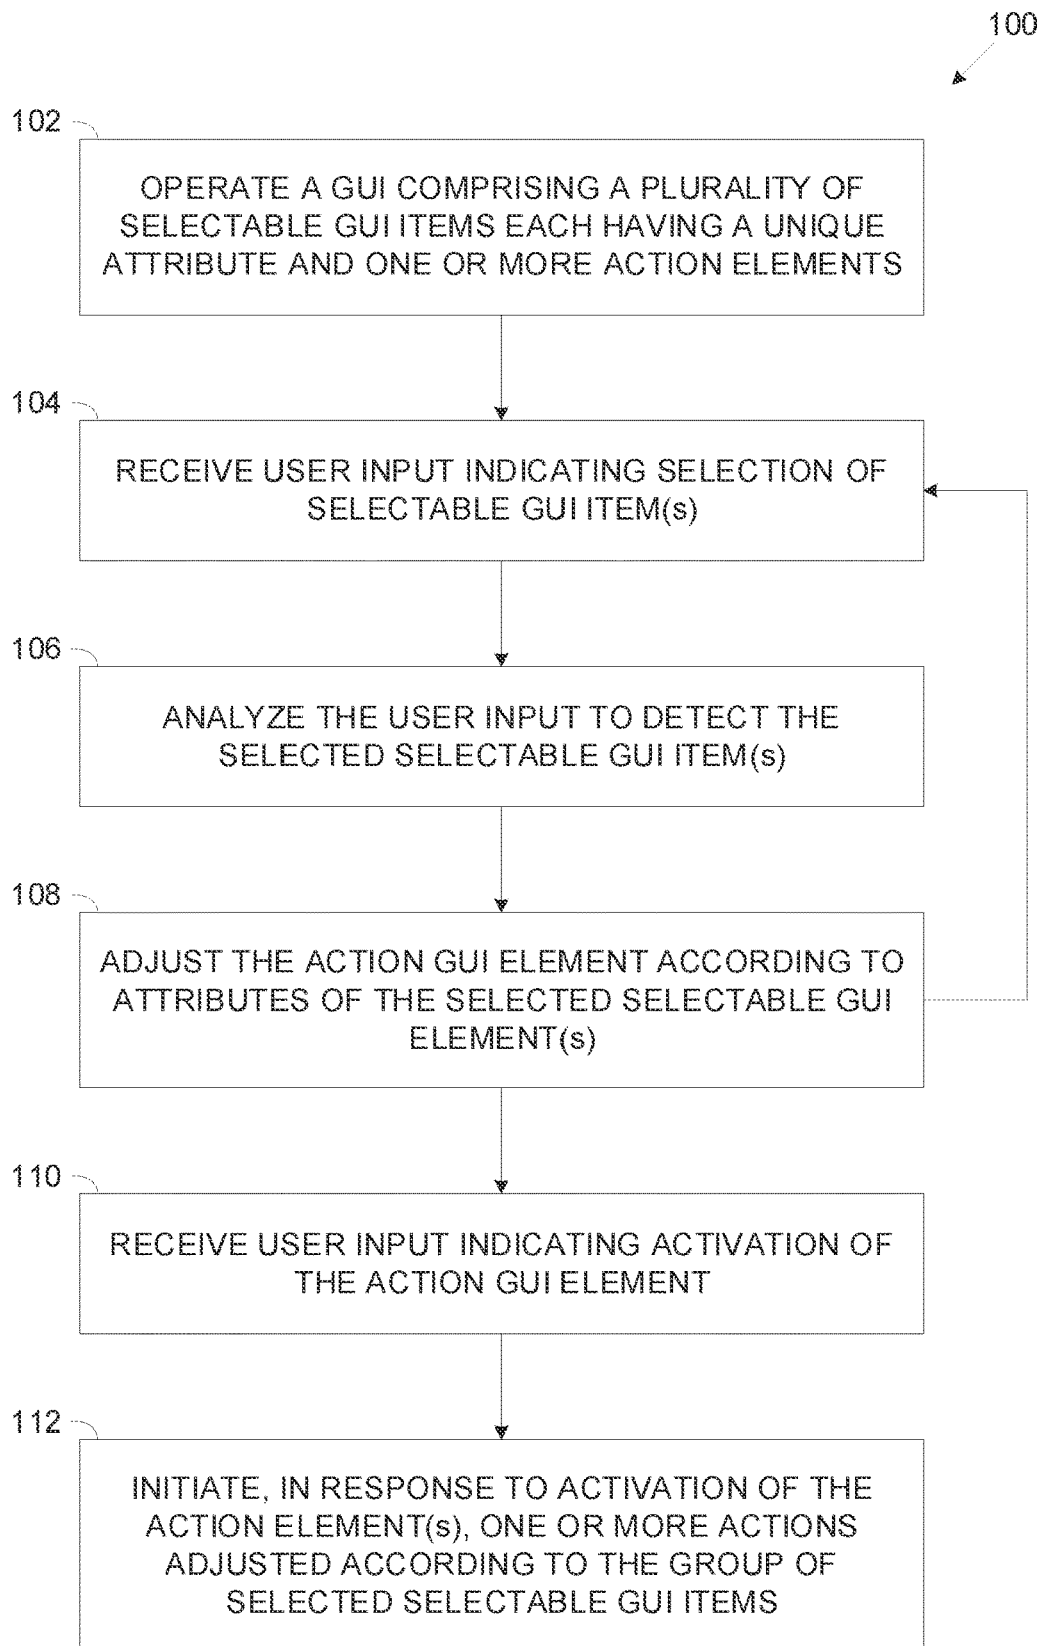 100
102
OPERATE A GUI COMPRISING A PLURALITY OF
SELECTABLE GUI ITEMS EACH HAVING A UNIQUE
ATTRIBUTE AND ONE OR MORE ACTION ELEMENTS
104
RECEIVE USER INPUT INDICATING SELECTION OF
SELECTABLE GUI ITEM(s)
106
ANALYZE THE USER INPUT TO DETECT THE
SELECTED SELECTABLE GUI ITEM(s)
108
ADJUST THE ACTION GUI ELEMENT ACCORDING TO
ATTRIBUTES OF THE SELECTED SELECTABLE GUI
ELEMENT(s)
110
RECEIVE USER INPUT INDICATING ACTIVATION OF
THE ACTION GUI ELEMENT
112
INITIATE, IN RESPONSE TO ACTIVATION OF THE
ACTION ELEMENT(s), ONE OR MORE ACTIONS
ADJUSTED ACCORDING TO THE GROUP OF
SELECTED SELECTABLE GUI ITEMS